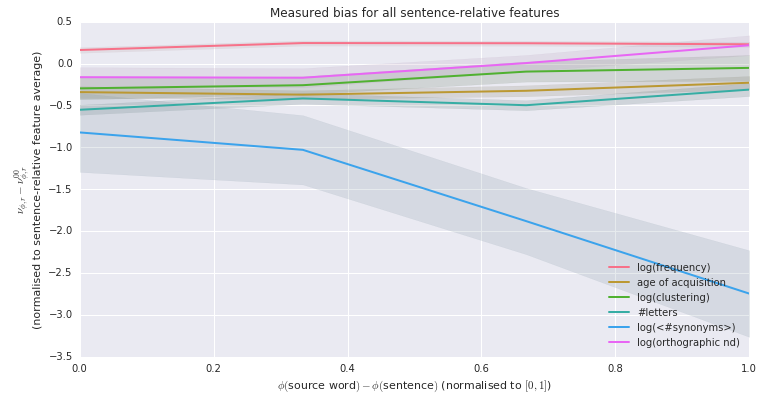 Measured bias for all sentence-relative features
0.5
0.0
−0.5
−1.0
−1.5
−2.0
−2.5
−3.0
−3.5
0.0
0.2
0.4
0.6
0.8
1.0
ν_{ϕ,r} − ν^{00}_{ϕ,r}
(normalised to sentence-relative feature average)
ϕ(source word) − ϕ(sentence) (normalised to [0, 1])
log(frequency)
age of acquisition
log(clustering)
#letters
log(<#synonyms>)
log(orthographic nd)